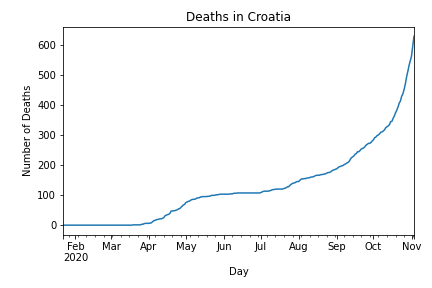 Deaths in Croatia
Number of Deaths
600
500
400
300
200
100
0
Feb Mar Apr May Jun Jul Aug Sep Oct Nov
2020
Day